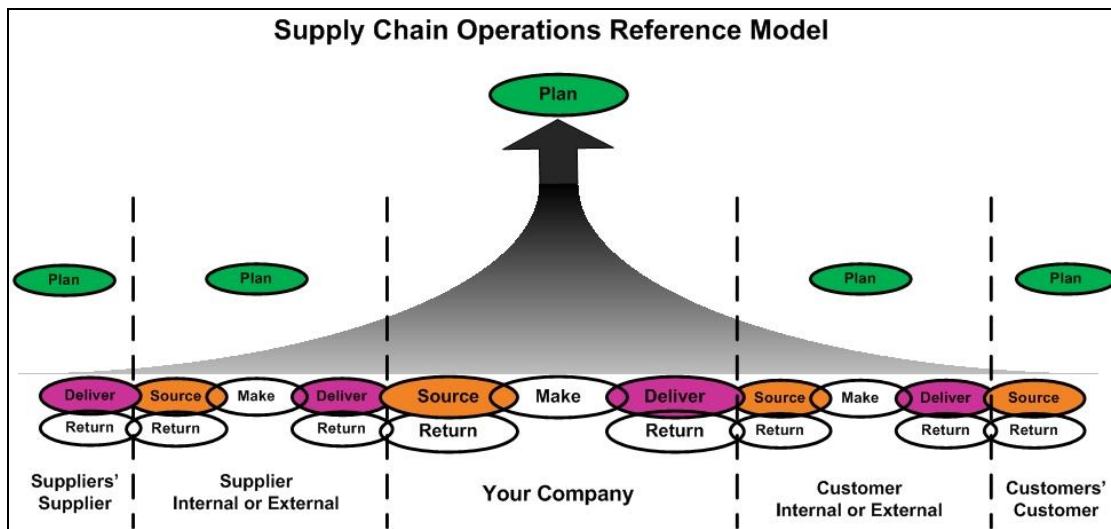 Supply Chain Operations Reference Model
Plan
Plan
Plan
Plan
Plan
Deliver
Source
Make
Deliver
Source
Make
Deliver
Source
Make
Deliver
Source
Return
Return
Return
Return
Return
Return
Return
Return
Suppliers'
Supplier
Supplier
Internal or External
Your Company
Customer
Internal or External
Customers'
Customer